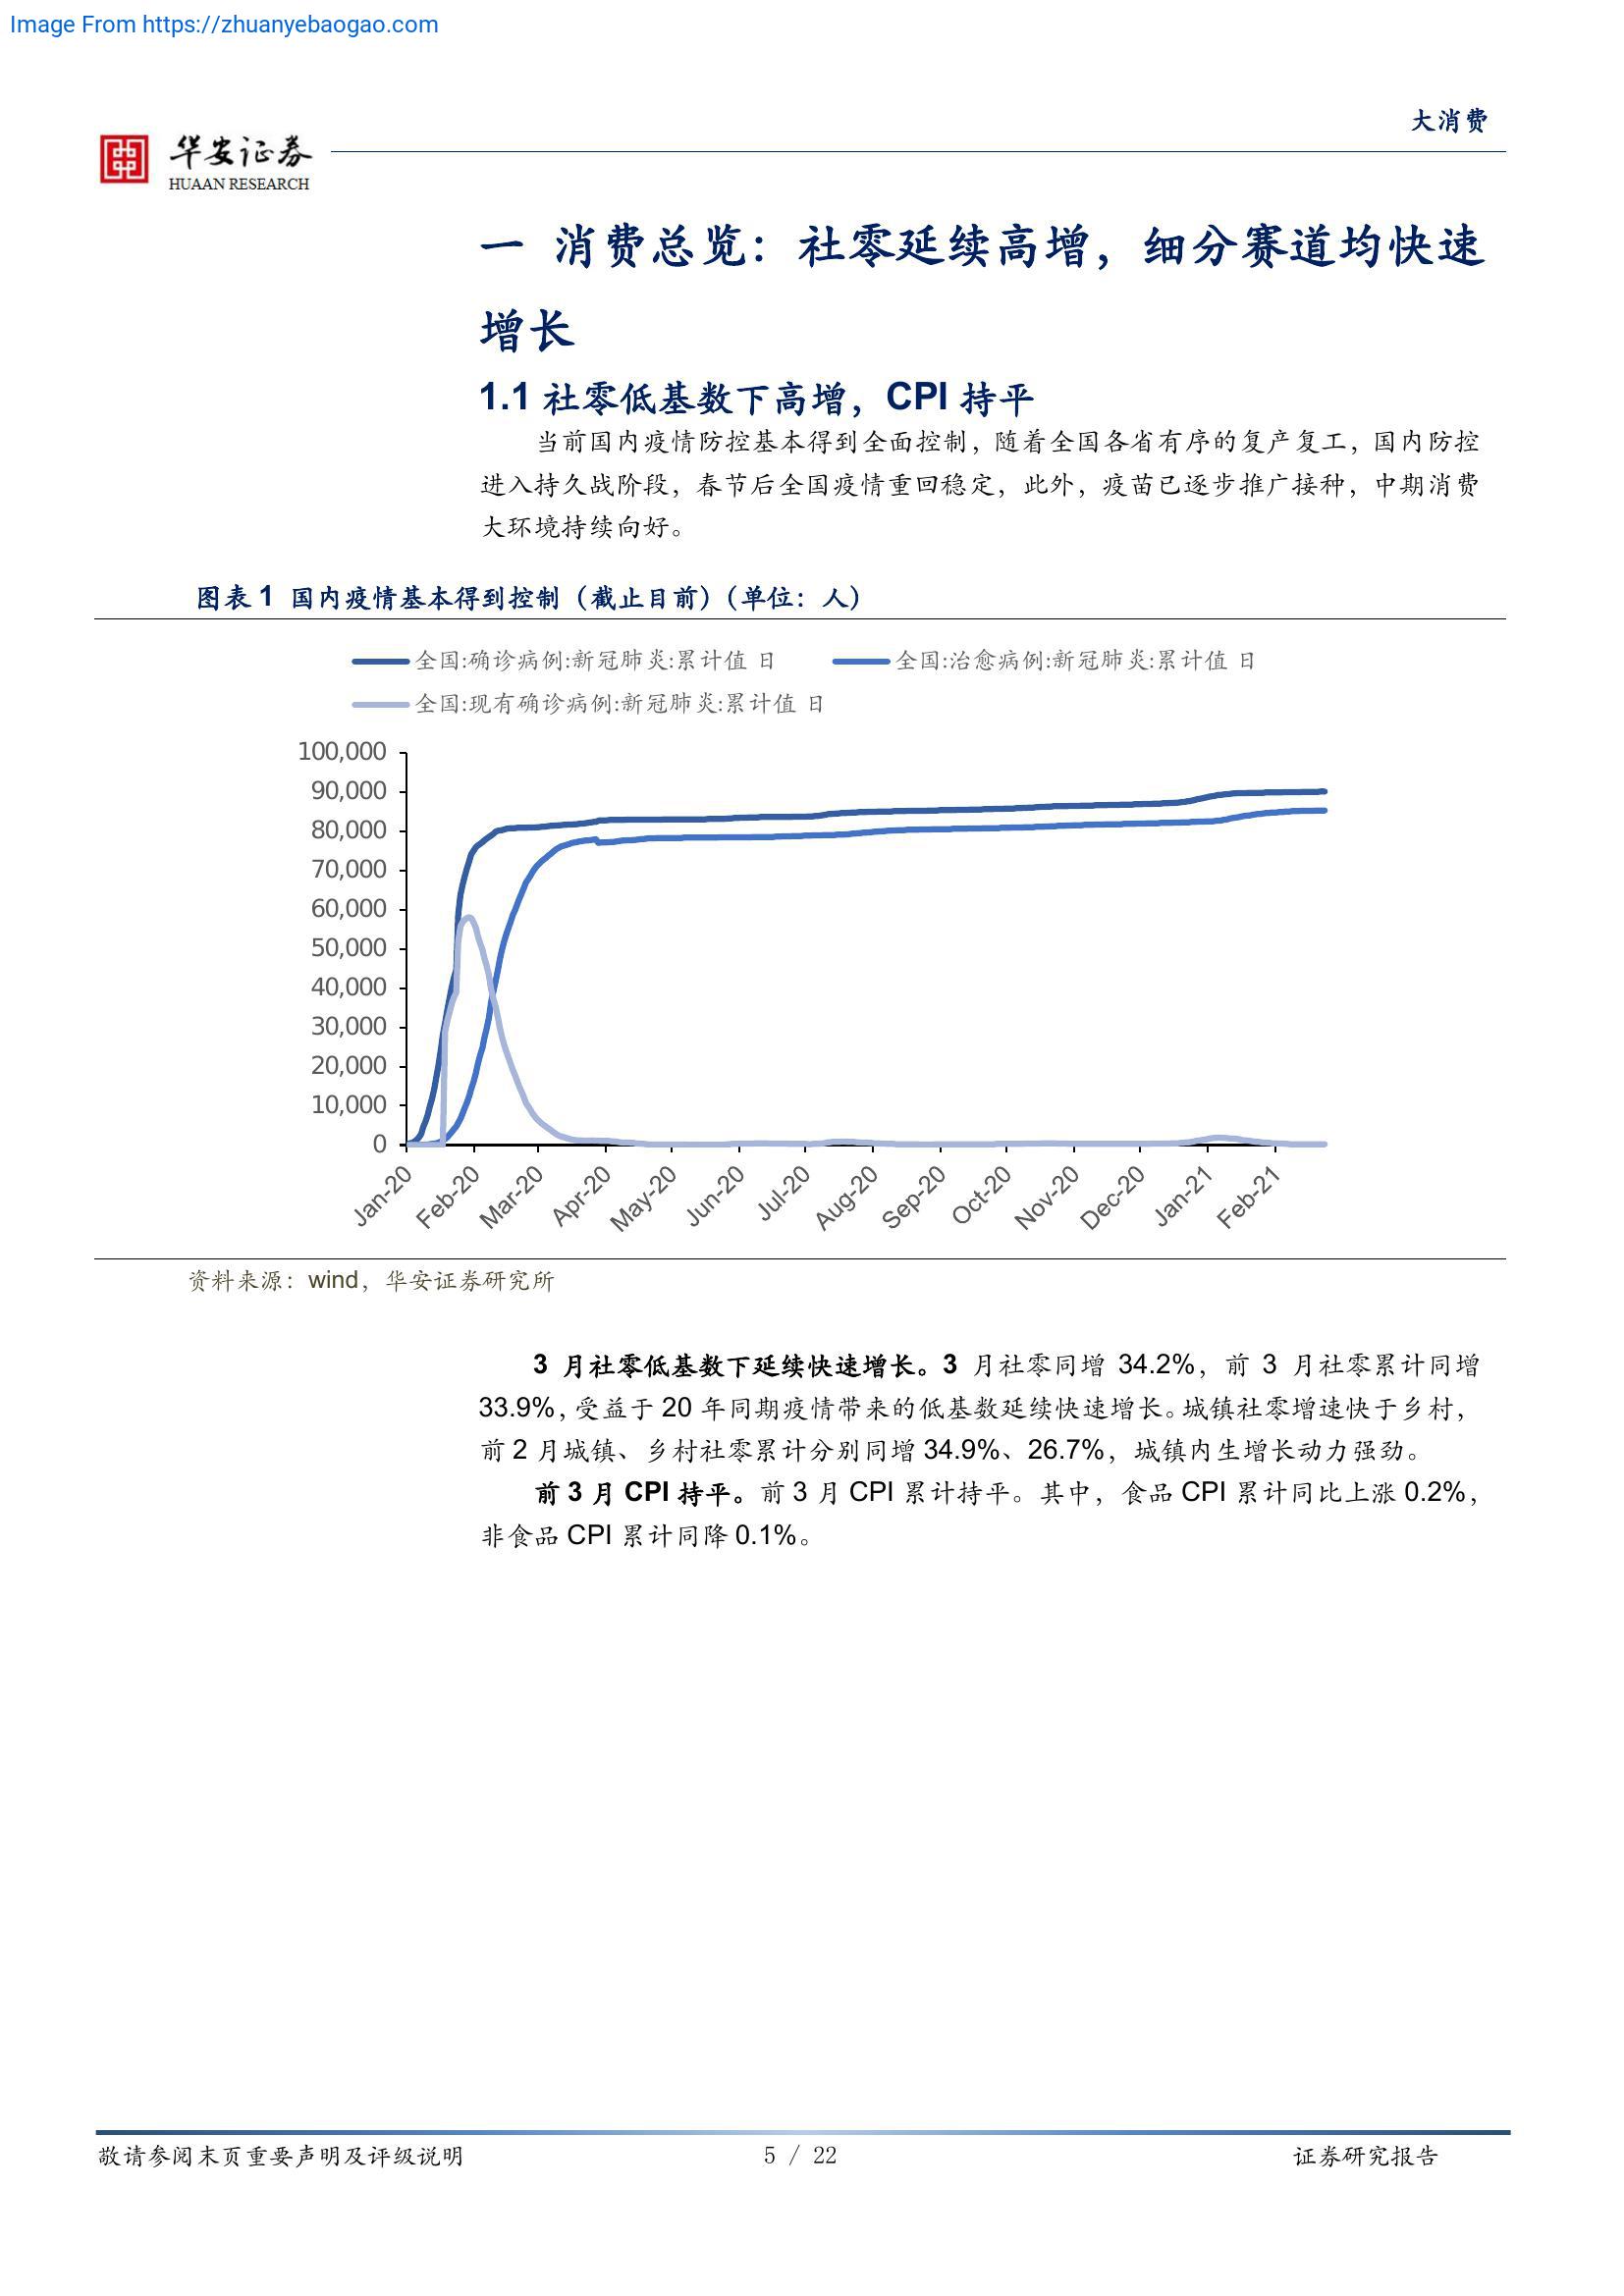 Image From https://zhuanyebaogao.com
大消费
华安证券
HUAAN RESEARCH
一 消费总览：社零延续高增，细分赛道均快速
增长
1.1 社零低基数下高增，CPI 持平
当前国内疫情防控基本得到全面控制，随着全国各省有序的复产复工，国内防控
进入持久战阶段，春节后全国疫情重回稳定，此外，疫苗已逐步推广接种，中期消费
大环境持续向好。
图表 1 国内疫情基本得到控制（截止目前）（单位：人）
全国:确诊病例:新冠肺炎:累计值 日
全国:治愈病例:新冠肺炎:累计值 日
全国:现有确诊病例:新冠肺炎:累计值 日
100,000
90,000
80,000
70,000
60,000
50,000
40,000
30,000
20,000
10,000
0
Jan-20
Feb-20
Mar-20
Apr-20
May-20
Jun-20
Jul-20
Aug-20
Sep-20
Oct-20
Nov-20
Dec-20
Jan-21
Feb-21
资料来源：wind，华安证券研究所
3 月社零低基数下延续快速增长。3 月社零同增 34.2%，前 3 月社零累计同增
33.9%，受益于 20 年同期疫情带来的低基数延续快速增长。城镇社零增速快于乡村，
前 2 月城镇、乡村社零累计分别同增 34.9%、26.7%，城镇内生增长动力强劲。
前 3 月 CPI 持平。前 3 月 CPI 累计持平。其中，食品 CPI 累计同比上涨 0.2%，
非食品 CPI 累计同降 0.1%。
敬请参阅末页重要声明及评级说明
5 / 22
证券研究报告